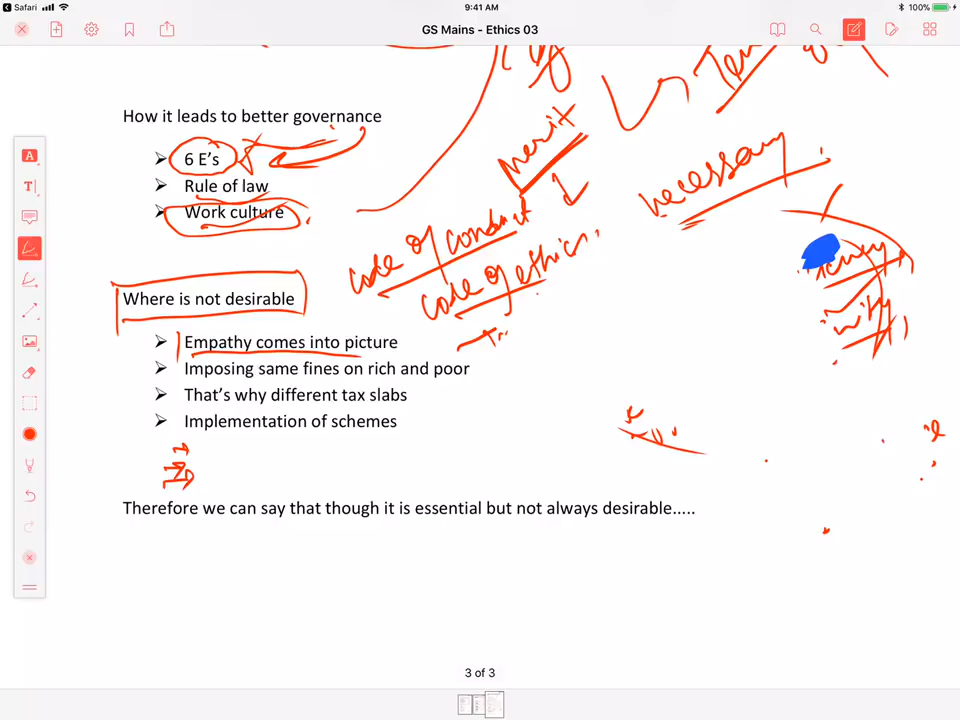 Safari
9:41 AM
100%
GS Mains - Ethics 03
How it leads to better governance
6 E's
Rule of law
Work culture
merit
necessary
code of conduct
code of ethics
Where is not desirable
Empathy comes into picture
Imposing same fines on rich and poor
That's why different tax slabs
Implementation of schemes
Therefore we can say that though it is essential but not always desirable.....
3 of 3